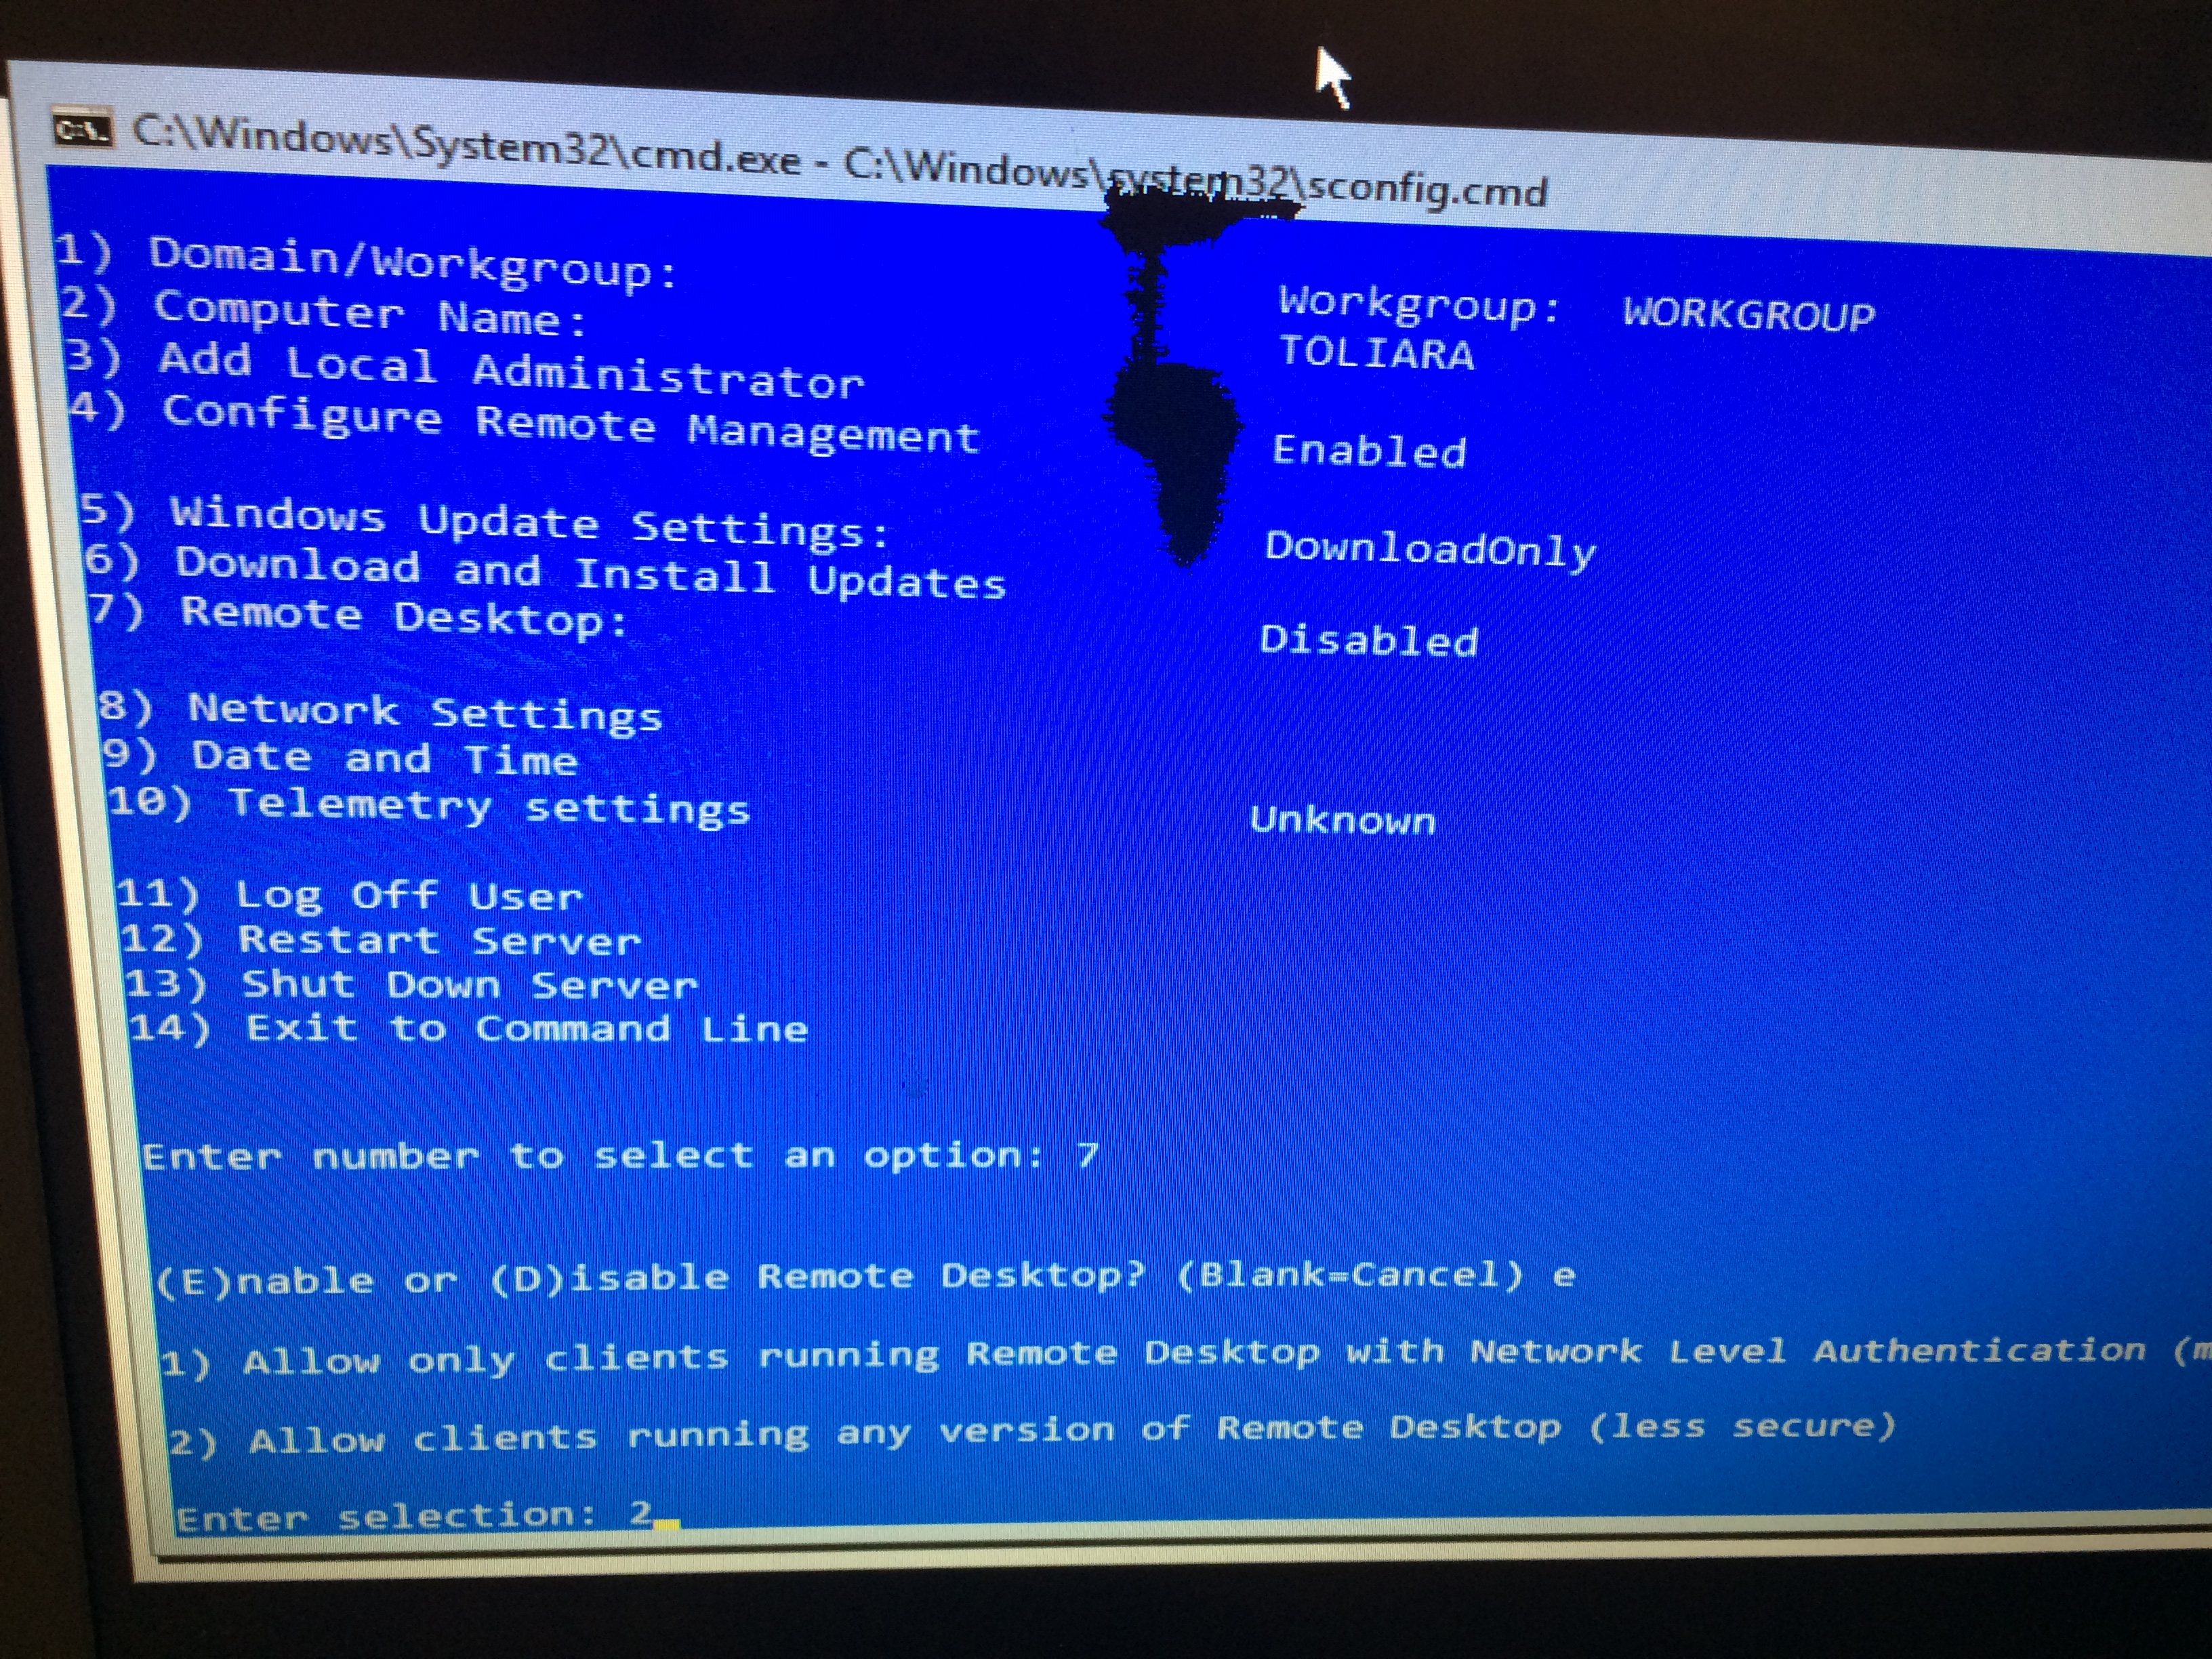 C:\Windows\System32\cmd.exe - C:\Windows\system32\sconfig.cmd
1) Domain/Workgroup: Workgroup: WORKGROUP
2) Computer Name: TOLIARA
3) Add Local Administrator
4) Configure Remote Management Enabled
5) Windows Update Settings: DownloadOnly
6) Download and Install Updates
7) Remote Desktop: Disabled
8) Network Settings
9) Date and Time
10) Telemetry settings Unknown
11) Log Off User
12) Restart Server
13) Shut Down Server
14) Exit to Command Line
Enter number to select an option: 7
(E)nable or (D)isable Remote Desktop? (Blank=Cancel) e
1) Allow only clients running Remote Desktop with Network Level Authentication (m
2) Allow clients running any version of Remote Desktop (less secure)
Enter selection: 2